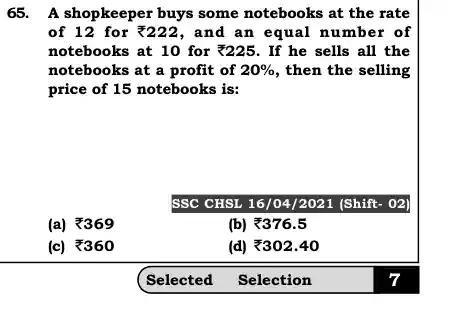 65. A shopkeeper buys some notebooks at the rate
of 12 for ₹222, and an equal number of
notebooks at 10 for ₹225. If he sells all the
notebooks at a profit of 20%, then the selling
price of 15 notebooks is:
SSC CHSL 16/04/2021 (Shift- 02)
(a) ₹369 (b) ₹376.5
(c) ₹360 (d) ₹302.40
Selected Selection 7